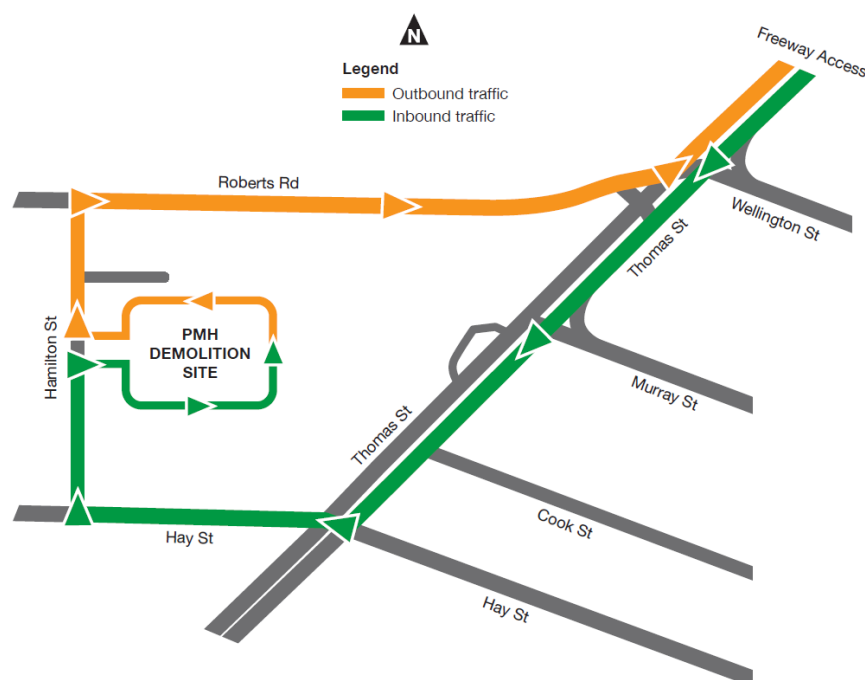 N
Legend
Outbound traffic
Inbound traffic
Freeway Access
Roberts Rd
Wellington St
Thomas St
Hamilton St
PMH
DEMOLITION
SITE
Murray St
Thomas St
Cook St
Hay St
Hay St